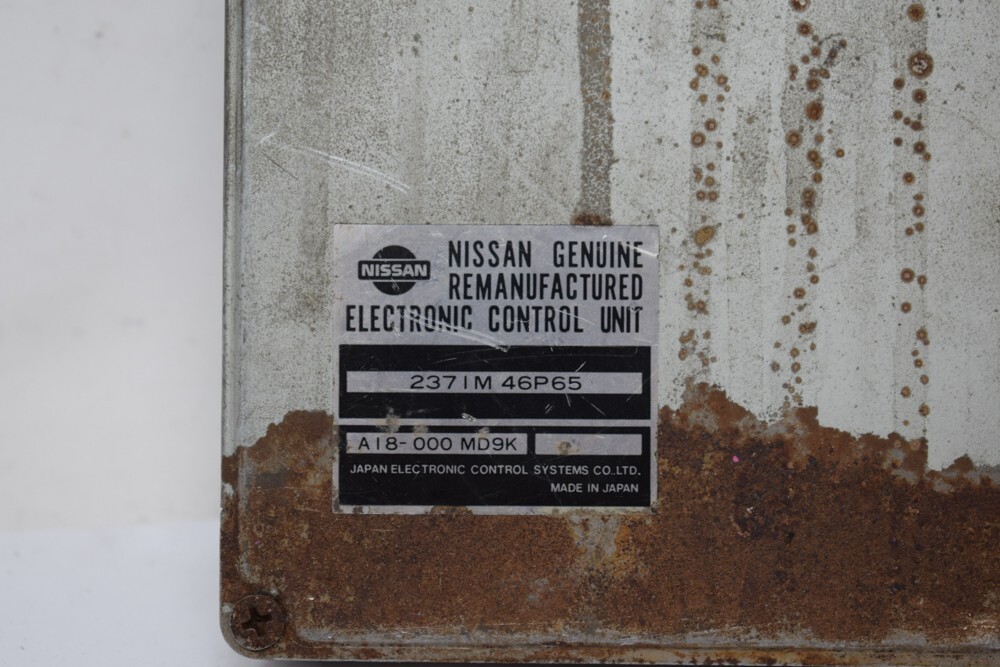 NISSAN
NISSAN GENUINE
REMANUFACTURED
ELECTRONIC CONTROL UNIT
2371M 46P65
A18-000 MD9K
JAPAN ELECTRONIC CONTROL SYSTEMS CO.,LTD.
MADE IN JAPAN